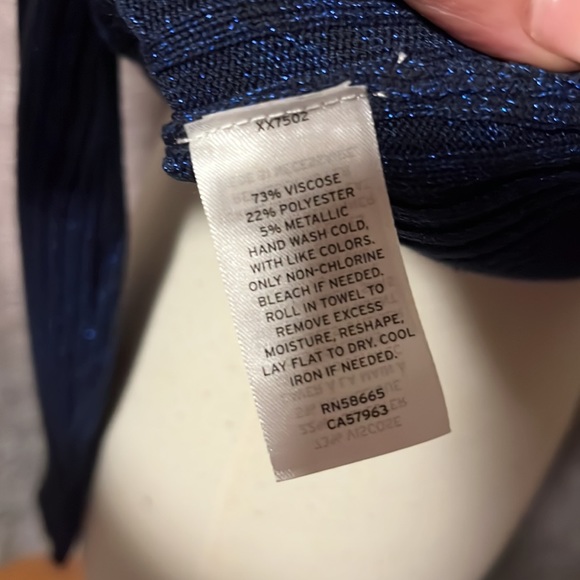 XX7502
73% VISCOSE
22% POLYESTER
5% METALLIC
HAND WASH COLD,
WITH LIKE COLORS.
ONLY NON-CHLORINE
BLEACH IF NEEDED.
ROLL IN TOWEL TO
REMOVE EXCESS
MOISTURE, RESHAPE,
LAY FLAT TO DRY. COOL
IRON IF NEEDED.
RN58665
CA57963